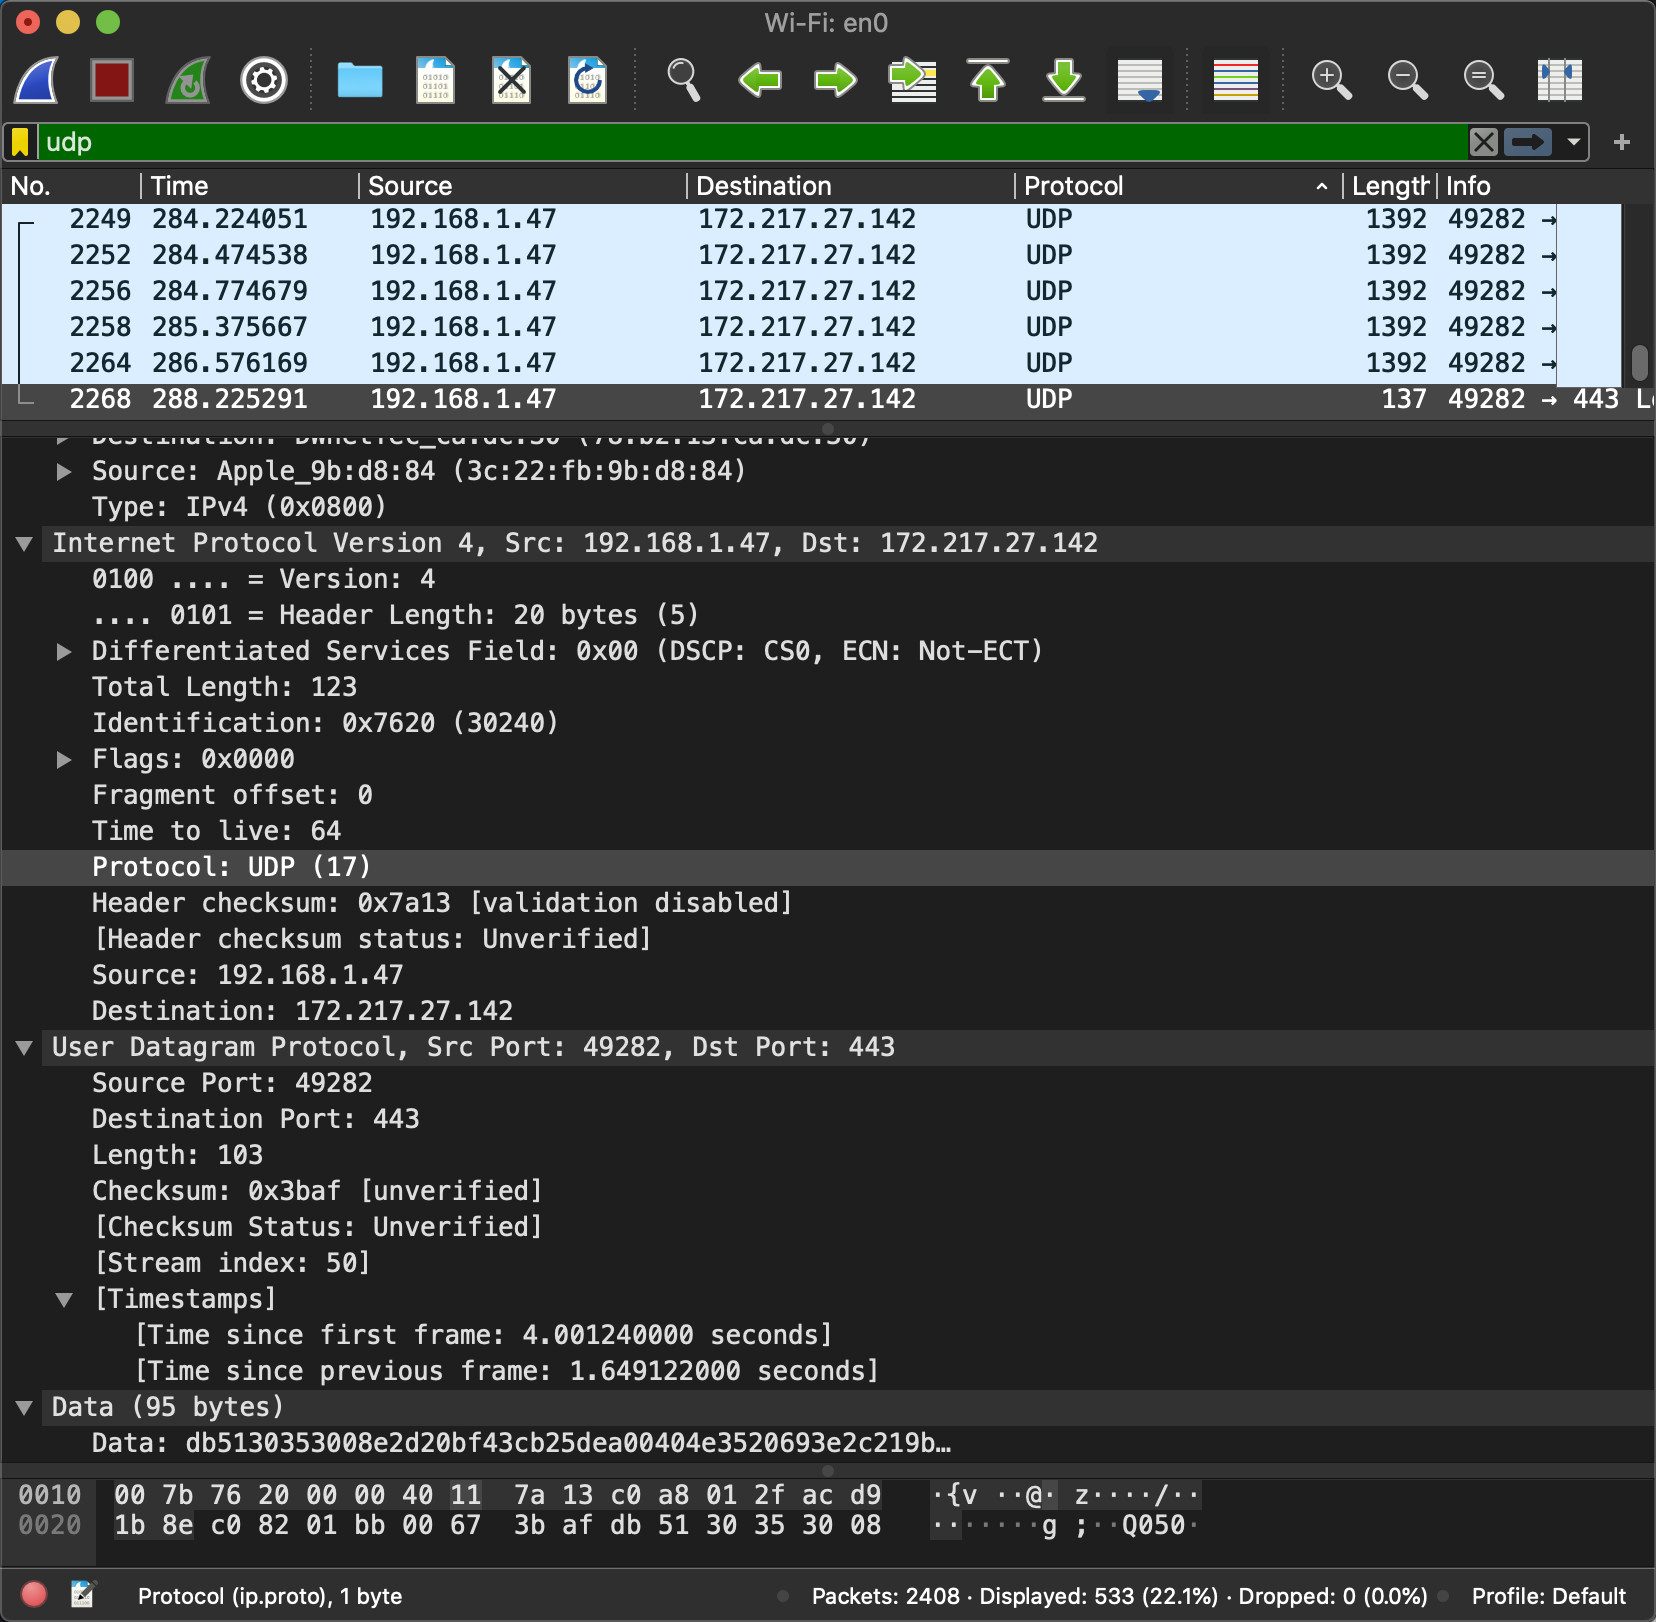 Wi-Fi: en0
udp
No. Time Source Destination Protocol Length Info
2249 284.224051 192.168.1.47 172.217.27.142 UDP 1392 49282 →
2252 284.474538 192.168.1.47 172.217.27.142 UDP 1392 49282 →
2256 284.774679 192.168.1.47 172.217.27.142 UDP 1392 49282 →
2258 285.375667 192.168.1.47 172.217.27.142 UDP 1392 49282 →
2264 286.576169 192.168.1.47 172.217.27.142 UDP 1392 49282 →
2268 288.225291 192.168.1.47 172.217.27.142 UDP 137 49282 → 443
Source: Apple_9b:d8:84 (3c:22:fb:9b:d8:84)
Type: IPv4 (0x0800)
Internet Protocol Version 4, Src: 192.168.1.47, Dst: 172.217.27.142
0100 .... = Version: 4
.... 0101 = Header Length: 20 bytes (5)
Differentiated Services Field: 0x00 (DSCP: CS0, ECN: Not-ECT)
Total Length: 123
Identification: 0x7620 (30240)
Flags: 0x0000
Fragment offset: 0
Time to live: 64
Protocol: UDP (17)
Header checksum: 0x7a13 [validation disabled]
[Header checksum status: Unverified]
Source: 192.168.1.47
Destination: 172.217.27.142
User Datagram Protocol, Src Port: 49282, Dst Port: 443
Source Port: 49282
Destination Port: 443
Length: 103
Checksum: 0x3baf [unverified]
[Checksum Status: Unverified]
[Stream index: 50]
[Timestamps]
[Time since first frame: 4.001240000 seconds]
[Time since previous frame: 1.649122000 seconds]
Data (95 bytes)
Data: db5130353008e2d20bf43cb25dea00404e3520693e2c219b…
0010 00 7b 76 20 00 00 40 11 7a 13 c0 a8 01 2f ac d9 ·{v ··@· z····/··
0020 1b 8e c0 82 01 bb 00 67 3b af db 51 30 35 30 08 ·······g ;··Q050·
Protocol (ip.proto), 1 byte
Packets: 2408 · Displayed: 533 (22.1%) · Dropped: 0 (0.0%)
Profile: Default